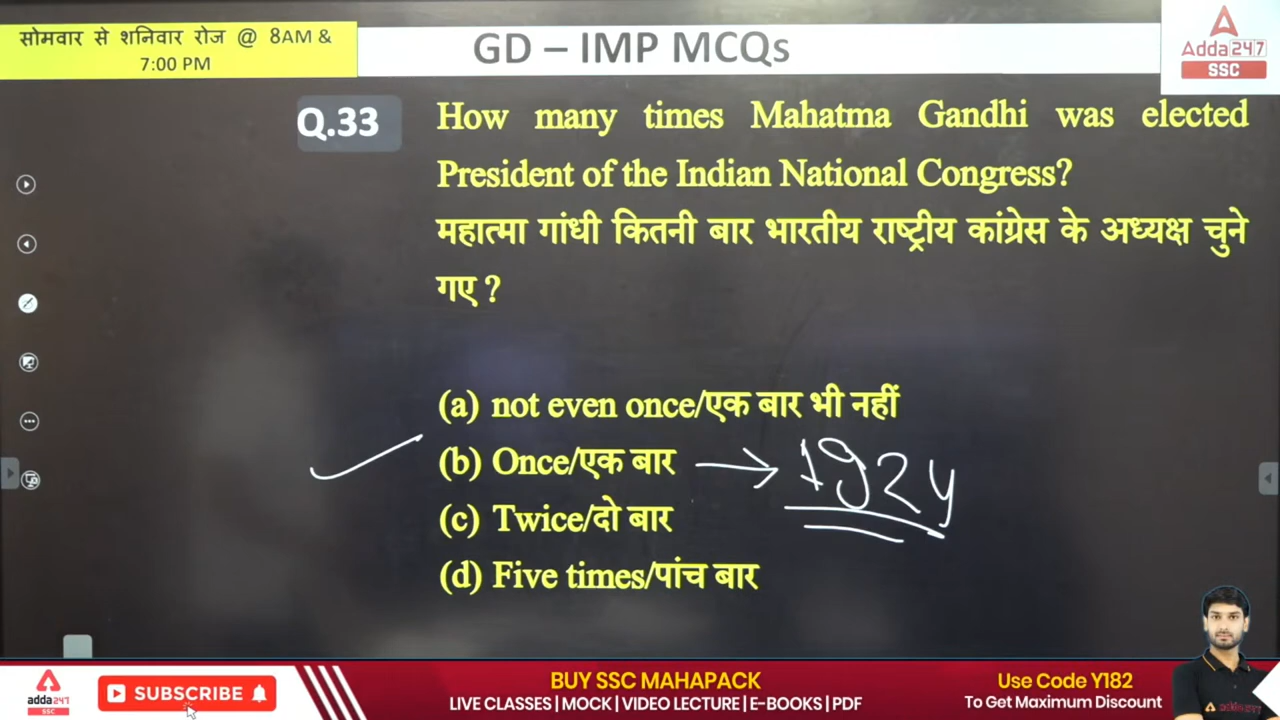 सोमवार से शनिवार रोज @ 8AM &
7:00 PM
GD – IMP MCQs
Adda247
SSC
Q.33
How many times Mahatma Gandhi was elected
President of the Indian National Congress?
महात्मा गांधी कितनी बार भारतीय राष्ट्रीय कांग्रेस के अध्यक्ष चुने
गए ?
(a) not even once/एक बार भी नहीं
(b) Once/एक बार → 1924
(c) Twice/दो बार
(d) Five times/पांच बार
adda247
SSC
SUBSCRIBE
BUY SSC MAHAPACK
LIVE CLASSES | MOCK | VIDEO LECTURE | E-BOOKS | PDF
Use Code Y182
To Get Maximum Discount